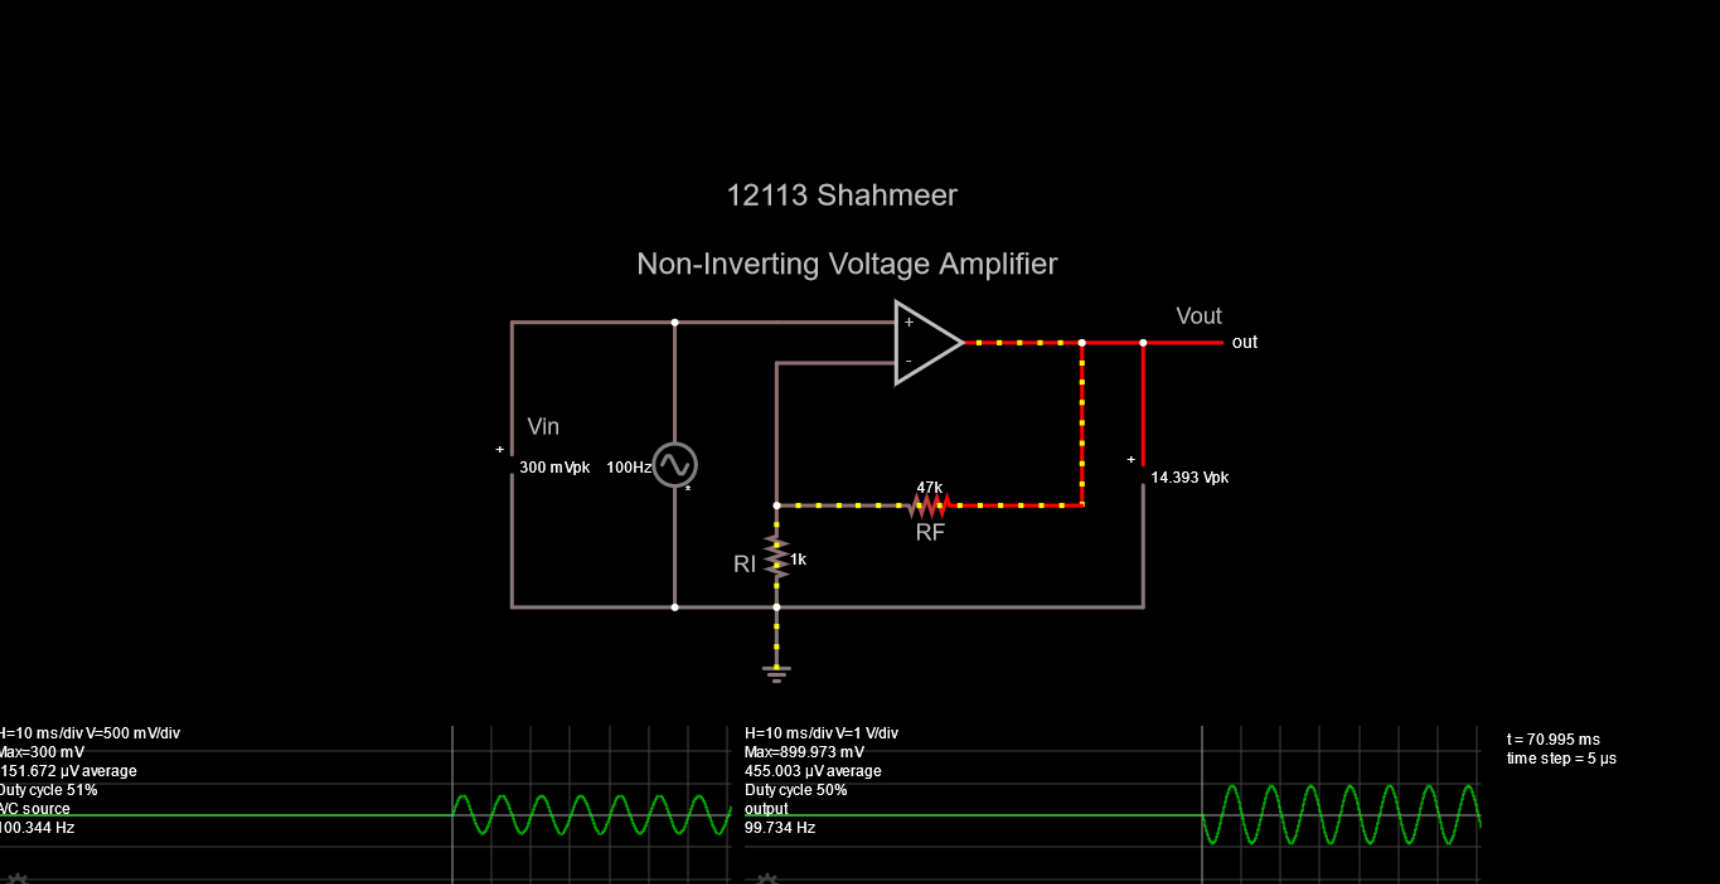 12113 Shahmeer
Non-Inverting Voltage Amplifier
+
-
Vout
out
Vin
+
300 mVpk
100Hz
+
14.393 Vpk
47k
RF
RI
1k
H=10 ms/div V=500 mV/div
Max=300 mV
151.672 µV average
Duty cycle 51%
A/C source
100.344 Hz
H=10 ms/div V=1 V/div
Max=899.973 mV
455.003 µV average
Duty cycle 50%
output
99.734 Hz
t = 70.995 ms
time step = 5 µs